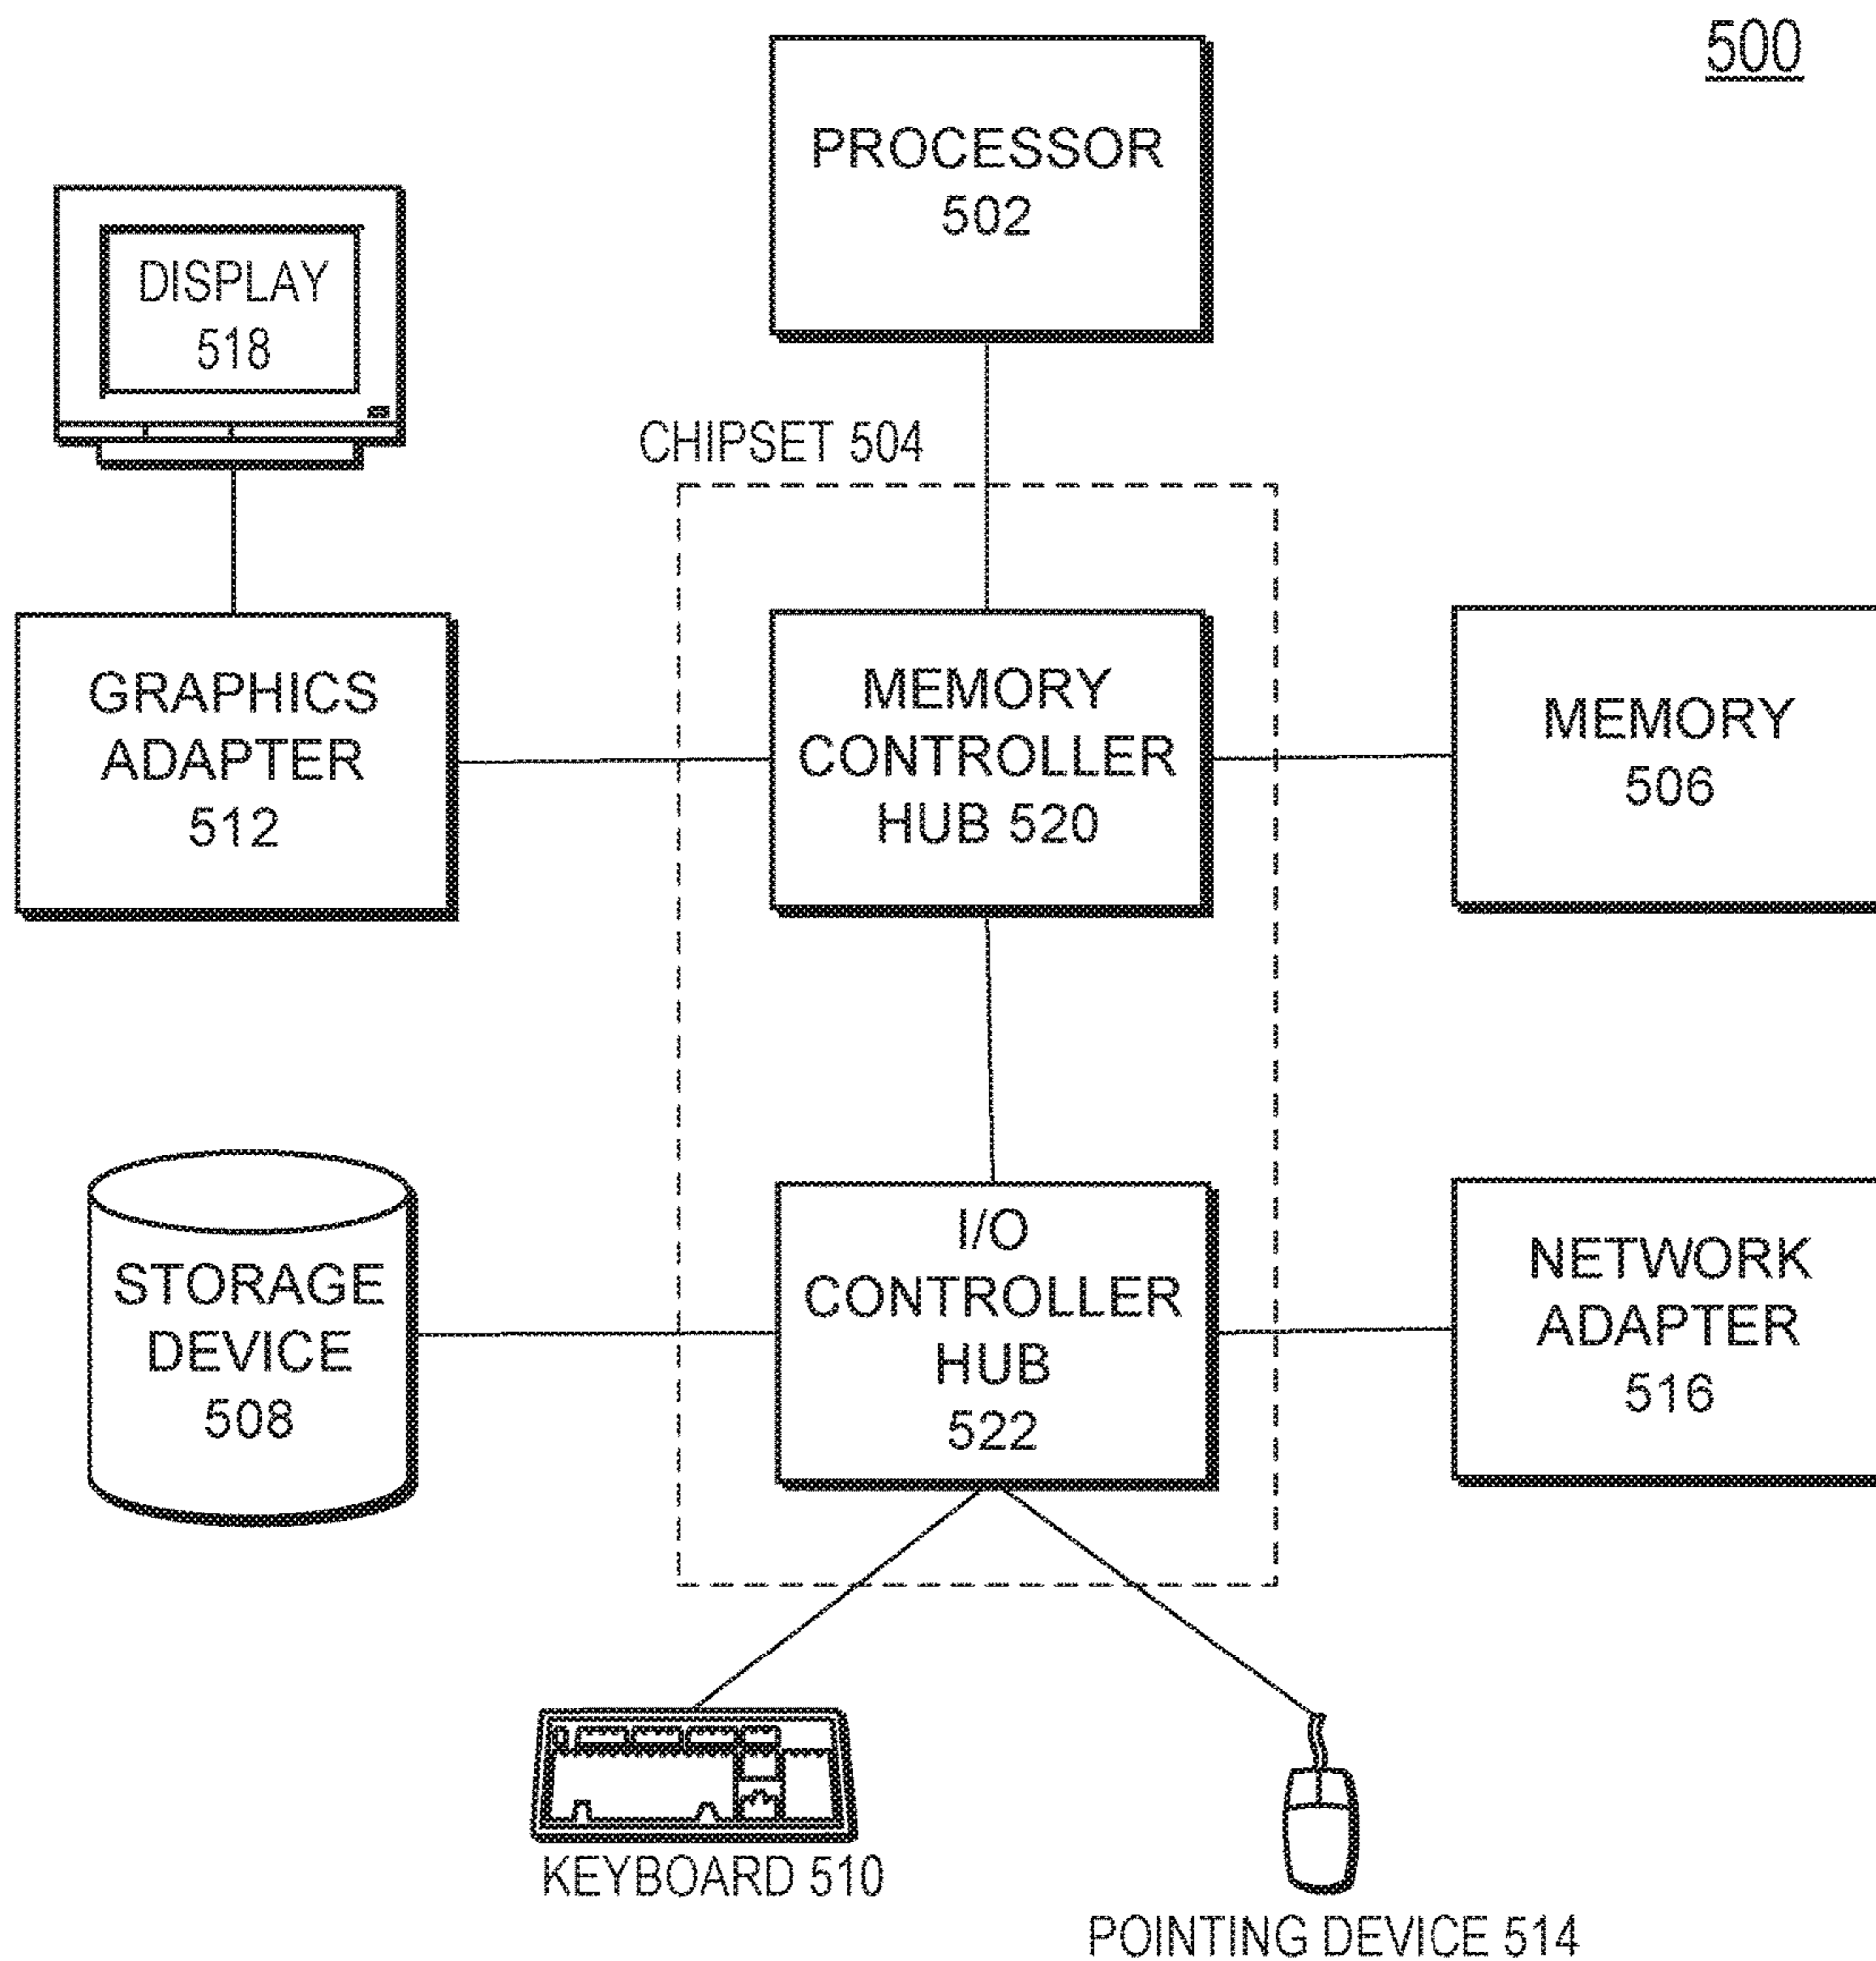 500
PROCESSOR
502
DISPLAY
518
CHIPSET 504
GRAPHICS
ADAPTER
512
MEMORY
CONTROLLER
HUB 520
MEMORY
506
STORAGE
DEVICE
508
I/O
CONTROLLER
HUB
522
NETWORK
ADAPTER
516
KEYBOARD 510
POINTING DEVICE 514